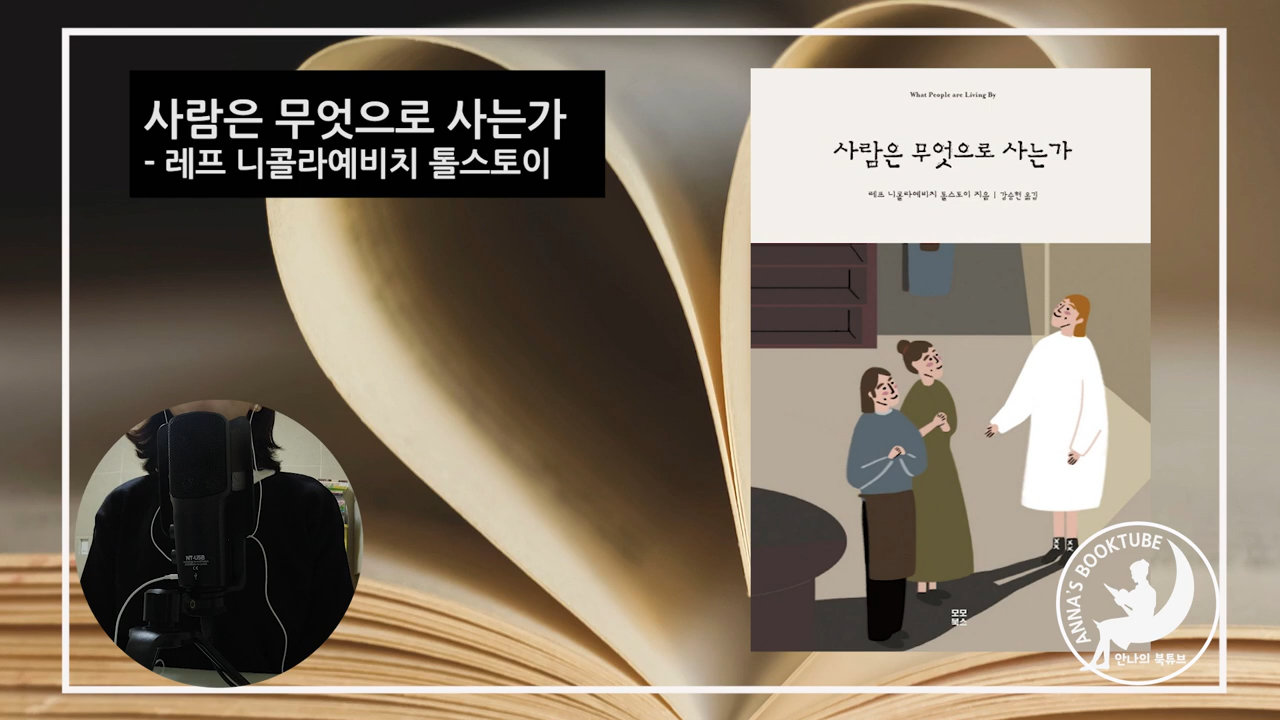 사람은 무엇으로 사는가
- 레프 니콜라예비치 톨스토이
What People are Living By
사람은 무엇으로 사는가
레프 니콜라예비치 톨스토이 지음 | 강승현 옮김
모모
북스
NT-USB
ANNA'S BOOKTUBE
안나의 북튜브